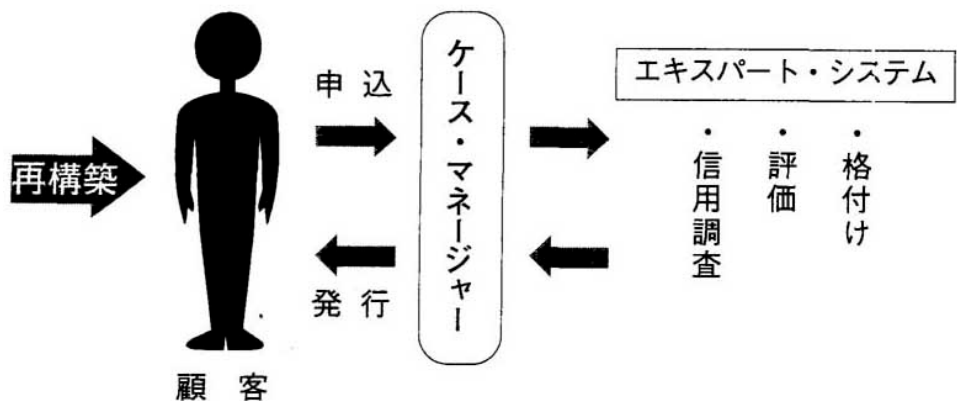 再構築
顧客
申込
発行
ケース・マネージャー
エキスパート・システム
・格付け
・評価
・信用調査